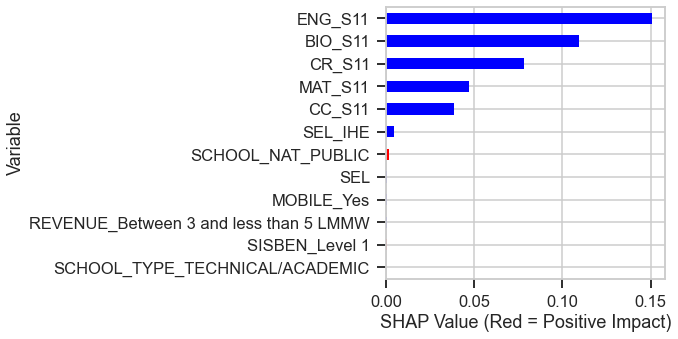 Variable
ENG_S11
BIO_S11
CR_S11
MAT_S11
CC_S11
SEL_IHE
SCHOOL_NAT_PUBLIC
SEL
MOBILE_Yes
REVENUE_Between 3 and less than 5 LMMW
SISBEN_Level 1
SCHOOL_TYPE_TECHNICAL/ACADEMIC
0.00 0.05 0.10 0.15
SHAP Value (Red = Positive Impact)